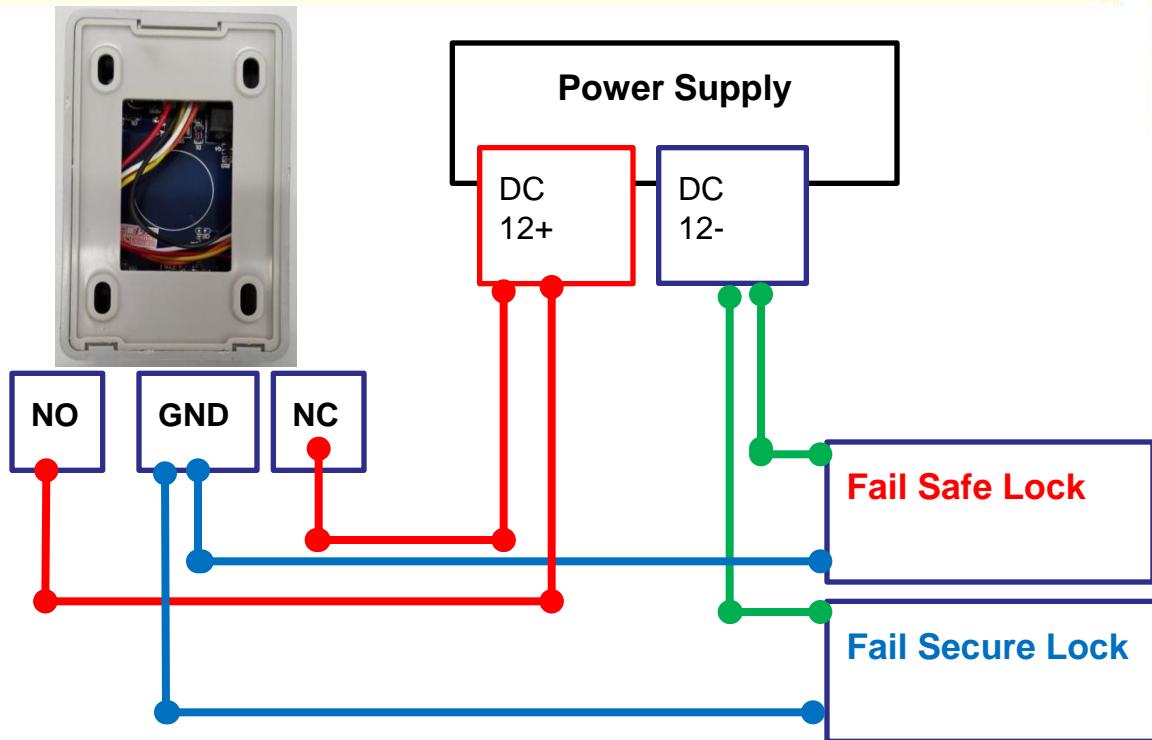 Power Supply
DC
12+
DC
12-
NO
GND
NC
Fail Safe Lock
Fail Secure Lock